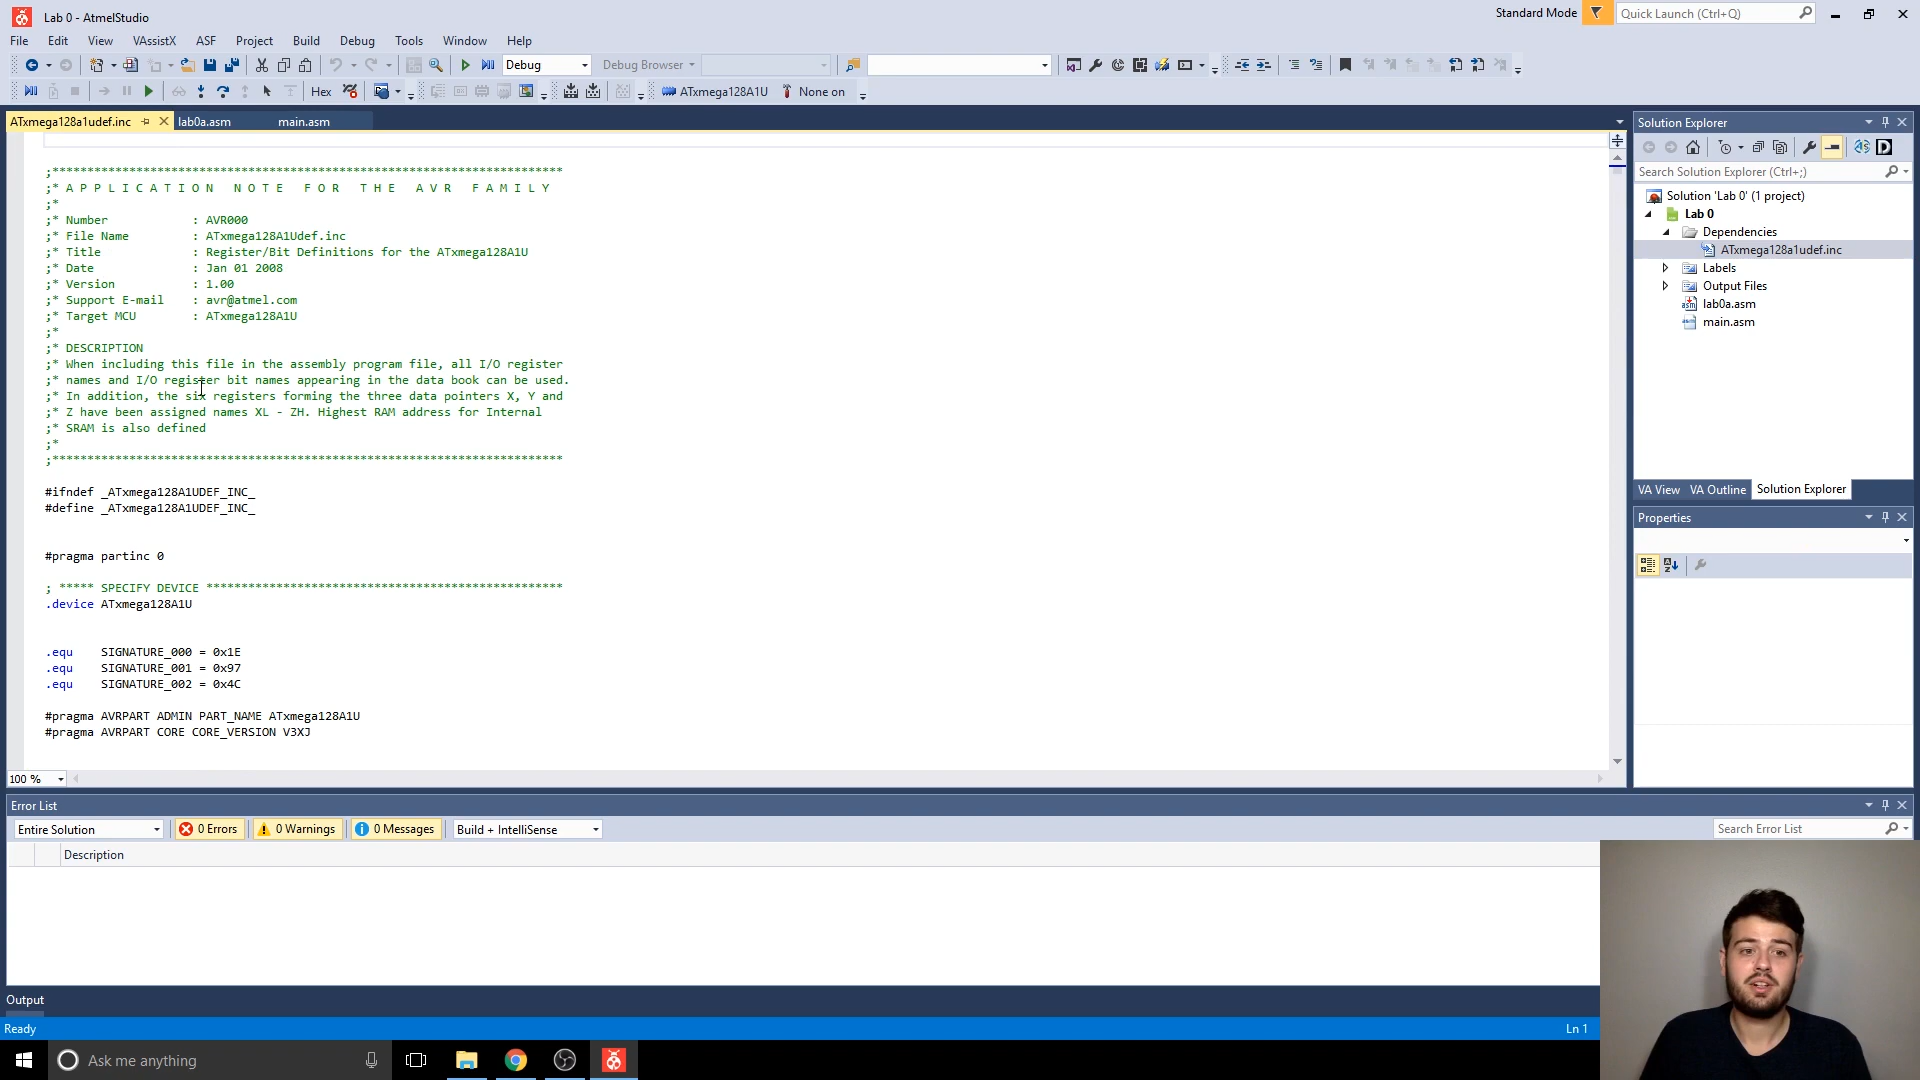 Lab 0 - AtmelStudio
Standard Mode
Quick Launch (Ctrl+Q)
File Edit View VAssistX ASF Project Build Debug Tools Window Help
Debug
Debug Browser
Hex
ATxmega128A1U
None on
ATxmega128a1udef.inc
lab0a.asm
main.asm
;*************************************************************************
;* A P P L I C A T I O N   N O T E   F O R   T H E   A V R   F A M I L Y
;*
;* Number : AVR000
;* File Name : ATxmega128A1Udef.inc
;* Title : Register/Bit Definitions for the ATxmega128A1U
;* Date : Jan 01 2008
;* Version : 1.00
;* Support E-mail : avr@atmel.com
;* Target MCU : ATxmega128A1U
;*
;* DESCRIPTION
;* When including this file in the assembly program file, all I/O register
;* names and I/O register bit names appearing in the data book can be used.
;* In addition, the six registers forming the three data pointers X, Y and
;* Z have been assigned names XL - ZH. Highest RAM address for Internal
;* SRAM is also defined
;*
;*************************************************************************
#ifndef _ATxmega128A1UDEF_INC_
#define _ATxmega128A1UDEF_INC_
#pragma partinc 0
; ***** SPECIFY DEVICE ***************************************************
.device ATxmega128A1U
.equ SIGNATURE_000 = 0x1E
.equ SIGNATURE_001 = 0x97
.equ SIGNATURE_002 = 0x4C
#pragma AVRPART ADMIN PART_NAME ATxmega128A1U
#pragma AVRPART CORE CORE_VERSION V3XJ
100 %
Solution Explorer
Search Solution Explorer (Ctrl+;)
Solution 'Lab 0' (1 project)
Lab 0
Dependencies
ATxmega128a1udef.inc
Labels
Output Files
lab0a.asm
main.asm
VA View VA Outline Solution Explorer
Properties
Error List
Entire Solution
0 Errors
0 Warnings
0 Messages
Build + IntelliSense
Search Error List
Description
Output
Ready
Ln 1
Ask me anything